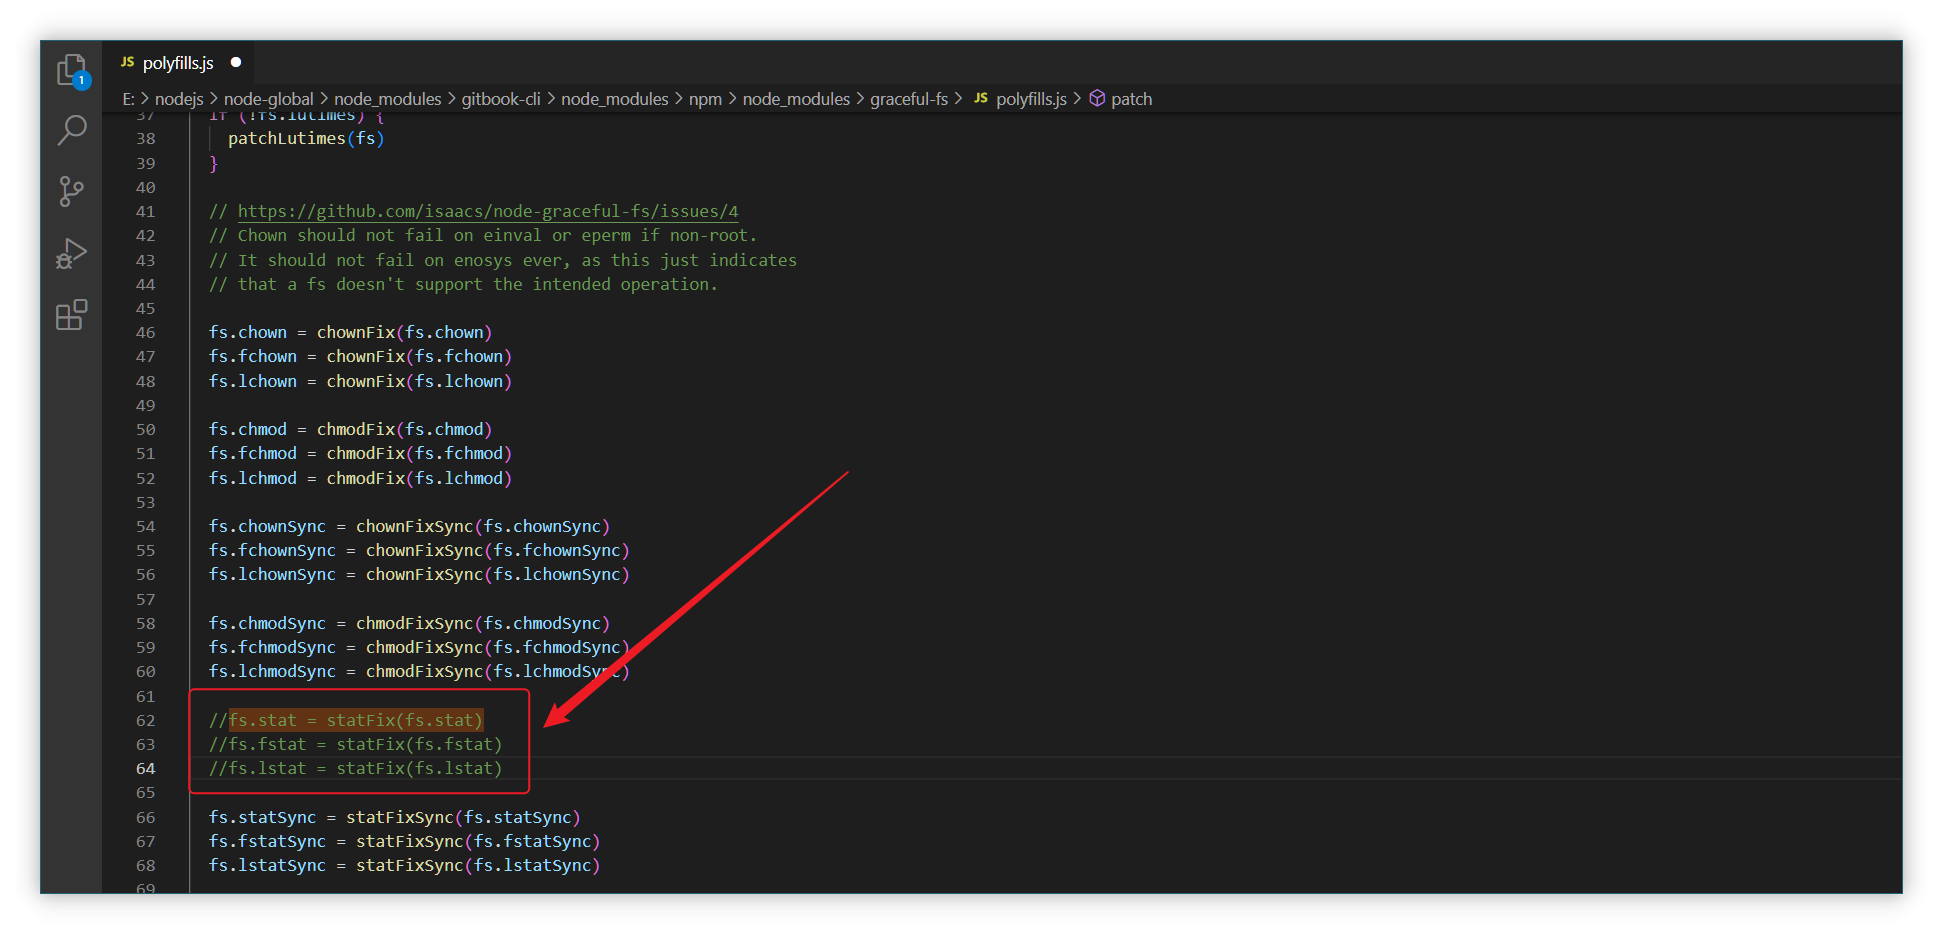 JS polyfills.js
1
E: > nodejs > node-global > node_modules > gitbook-cli > node_modules > npm > node_modules > graceful-fs > JS polyfills.js > patch
37 if (!fs.lutimes) {
38 patchLutimes(fs)
39 }
40
41 // https://github.com/isaacs/node-graceful-fs/issues/4
42 // Chown should not fail on einval or eperm if non-root.
43 // It should not fail on enosys ever, as this just indicates
44 // that a fs doesn't support the intended operation.
45
46 fs.chown = chownFix(fs.chown)
47 fs.fchown = chownFix(fs.fchown)
48 fs.lchown = chownFix(fs.lchown)
49
50 fs.chmod = chmodFix(fs.chmod)
51 fs.fchmod = chmodFix(fs.fchmod)
52 fs.lchmod = chmodFix(fs.lchmod)
53
54 fs.chownSync = chownFixSync(fs.chownSync)
55 fs.fchownSync = chownFixSync(fs.fchownSync)
56 fs.lchownSync = chownFixSync(fs.lchownSync)
57
58 fs.chmodSync = chmodFixSync(fs.chmodSync)
59 fs.fchmodSync = chmodFixSync(fs.fchmodSync)
60 fs.lchmodSync = chmodFixSync(fs.lchmodSync)
61
62 //fs.stat = statFix(fs.stat)
63 //fs.fstat = statFix(fs.fstat)
64 //fs.lstat = statFix(fs.lstat)
65
66 fs.statSync = statFixSync(fs.statSync)
67 fs.fstatSync = statFixSync(fs.fstatSync)
68 fs.lstatSync = statFixSync(fs.lstatSync)
69